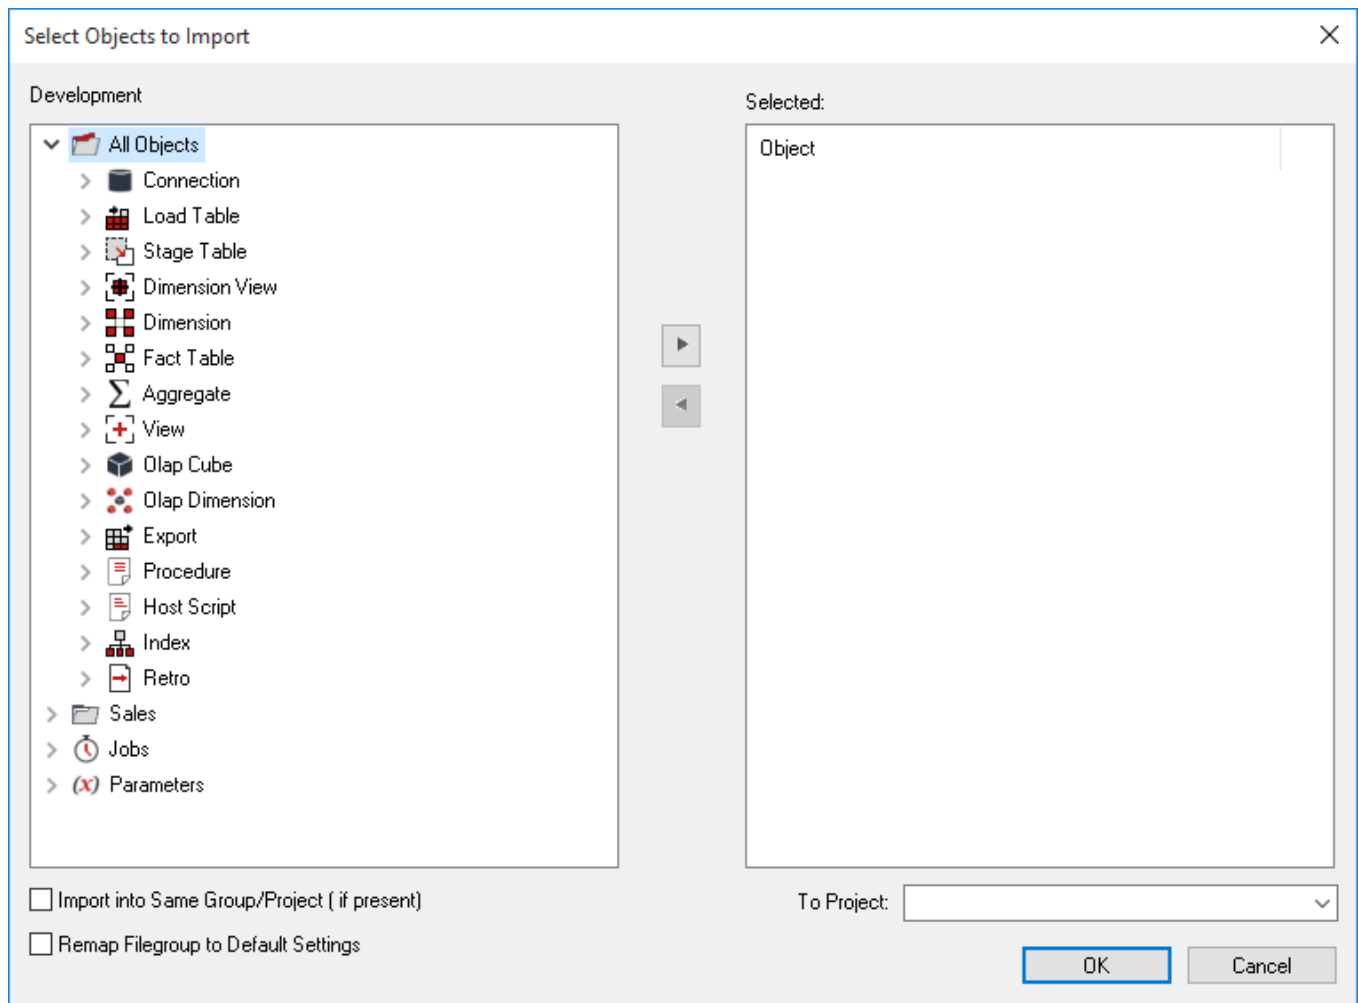 Select Objects to Import
Development
All Objects
Connection
Load Table
Stage Table
Dimension View
Dimension
Fact Table
Aggregate
View
Olap Cube
Olap Dimension
Export
Procedure
Host Script
Index
Retro
Sales
Jobs
(x) Parameters
Import into Same Group/Project ( if present)
Remap Filegroup to Default Settings
Selected:
Object
To Project:
OK
Cancel